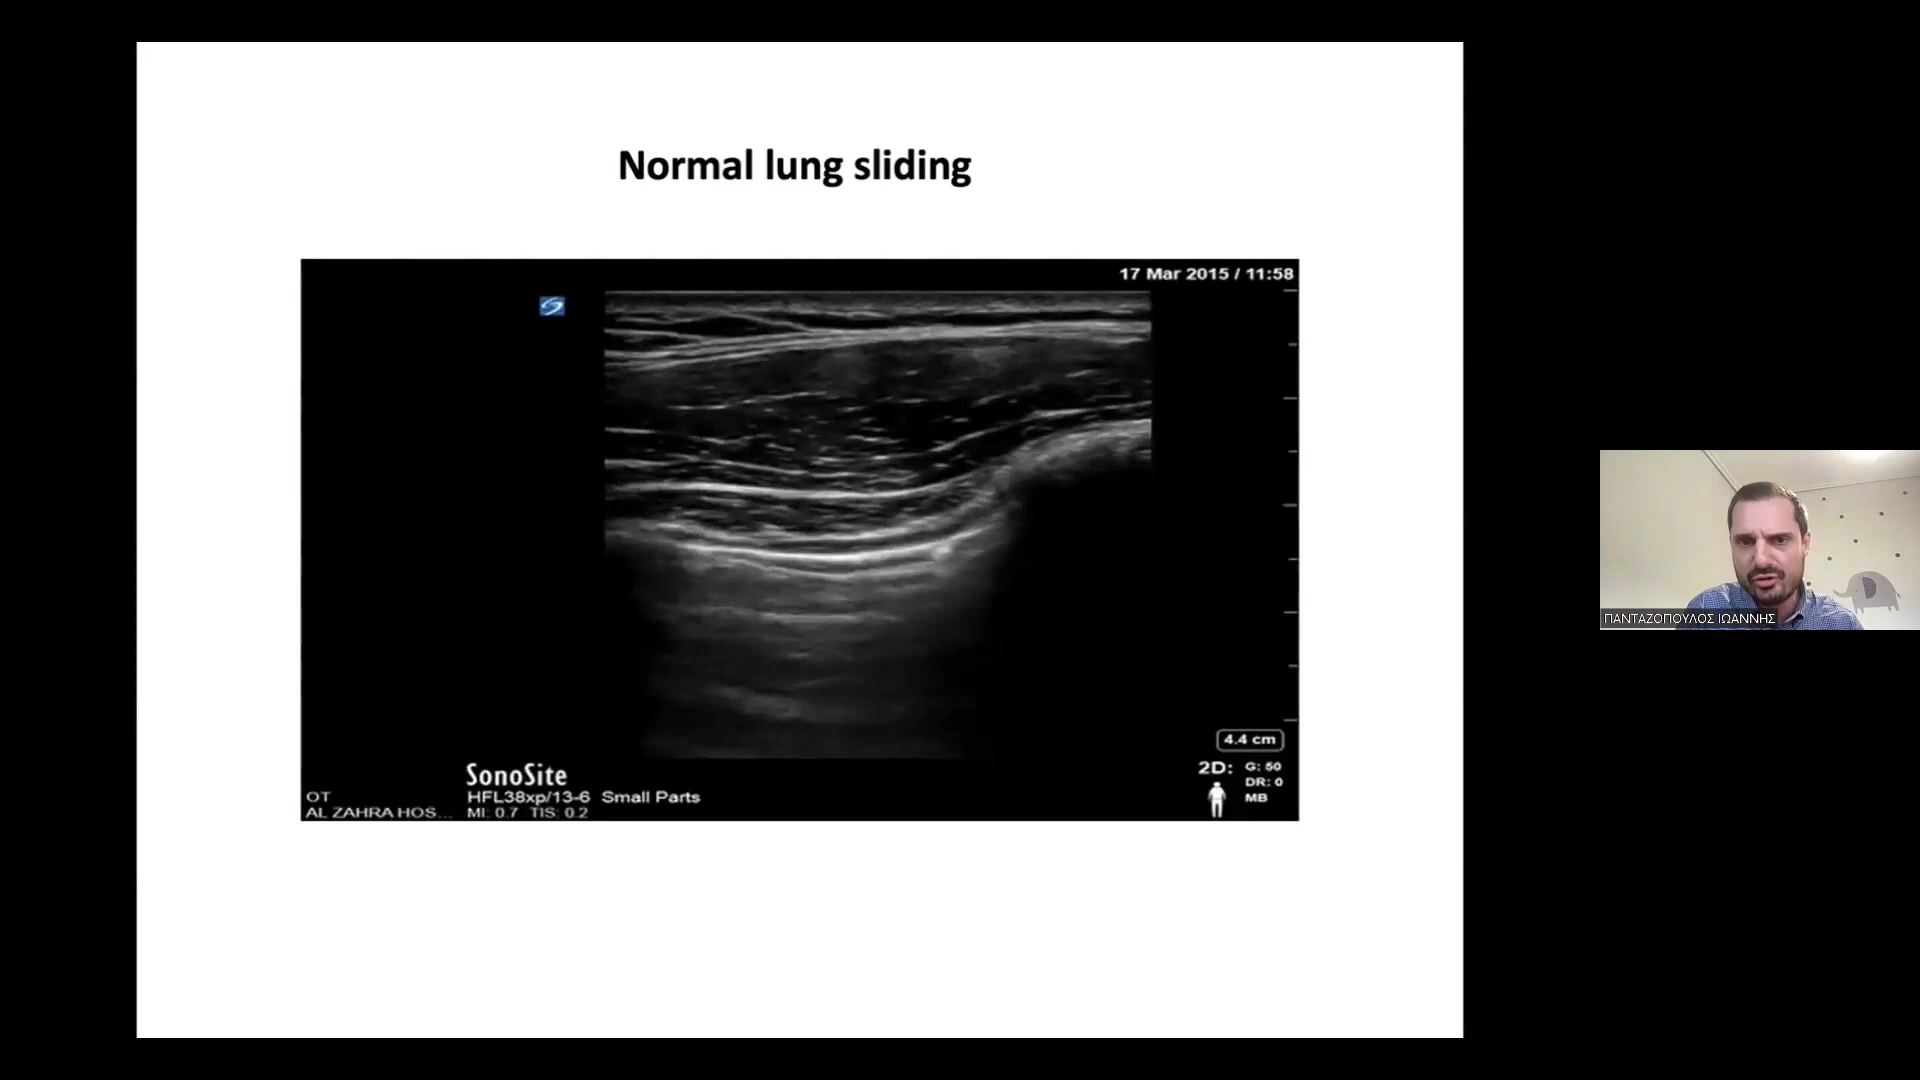 Normal lung sliding
17 Mar 2015 / 11:58
4.4 cm
2D: G: 50
DR: 0
MB
SonoSite
OT HFL38xp/13-6 Small Parts
AL ZAHRA HOS... MI: 0.7 TIS: 0.2
ΠΑΝΤΑΖΟΠΟΥΛΟΣ ΙΩΑΝΝΗΣ